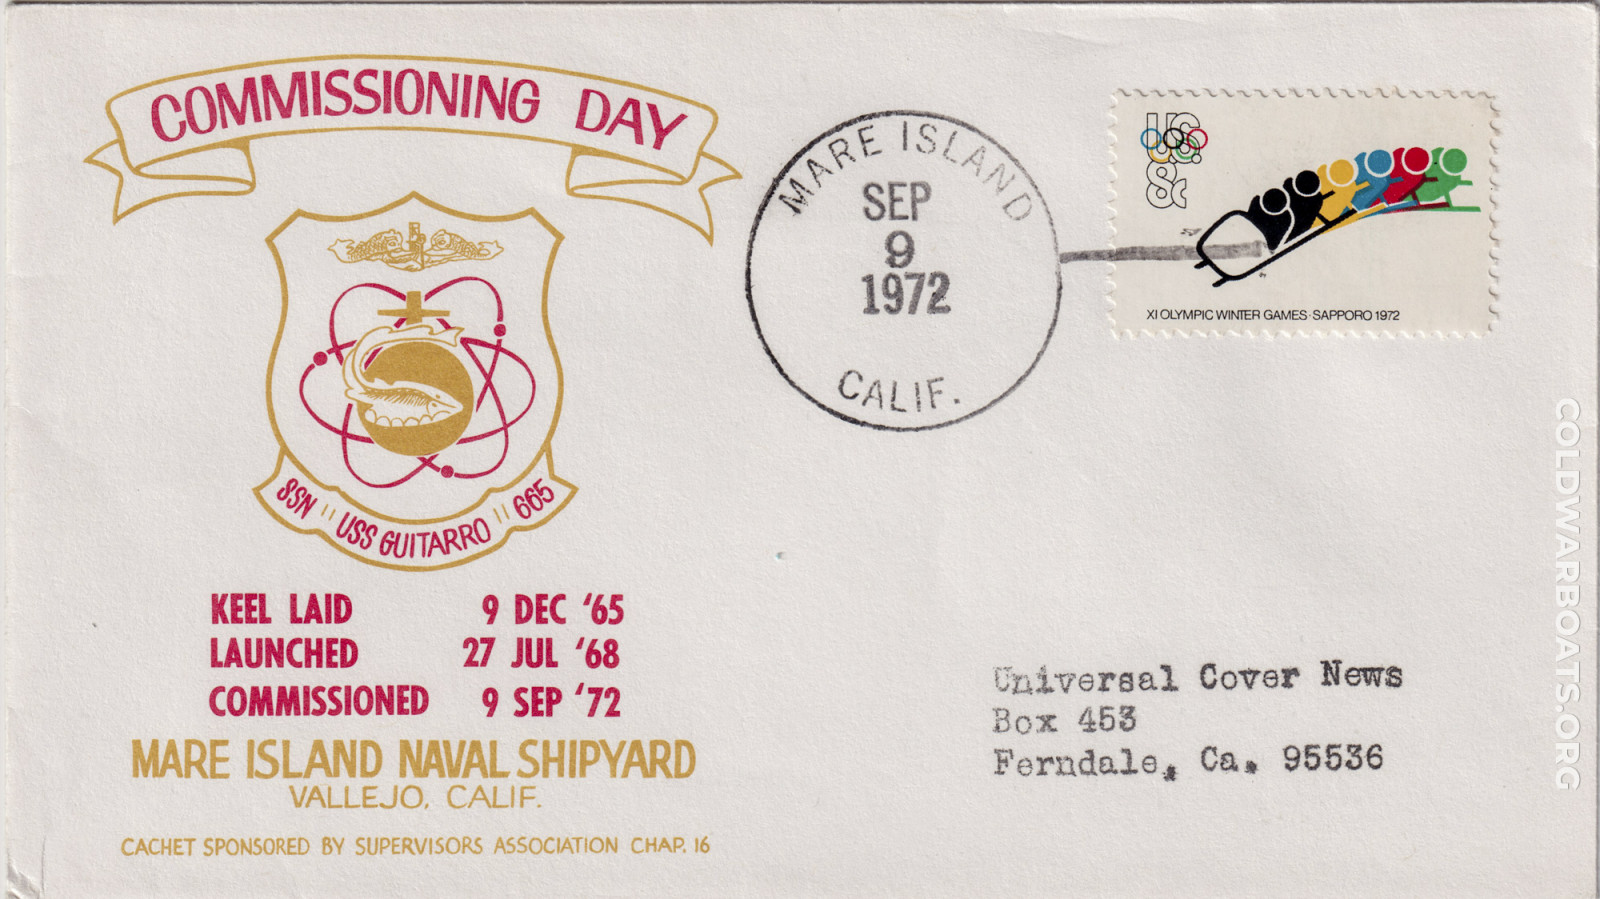 COMMISSIONING DAY
SSN "USS GUITARRO" 665
KEEL LAID 9 DEC '65
LAUNCHED 27 JUL '68
COMMISSIONED 9 SEP '72
MARE ISLAND NAVAL SHIPYARD
VALLEJO, CALIF.
CACHET SPONSORED BY SUPERVISORS ASSOCIATION CHAP. 16
MARE ISLAND
SEP
9
1972
CALIF.
U.S.
8c
XI OLYMPIC WINTER GAMES·SAPPORO 1972
Universal Cover News
Box 453
Ferndale, Ca. 95536
COLDWARBOATS.ORG